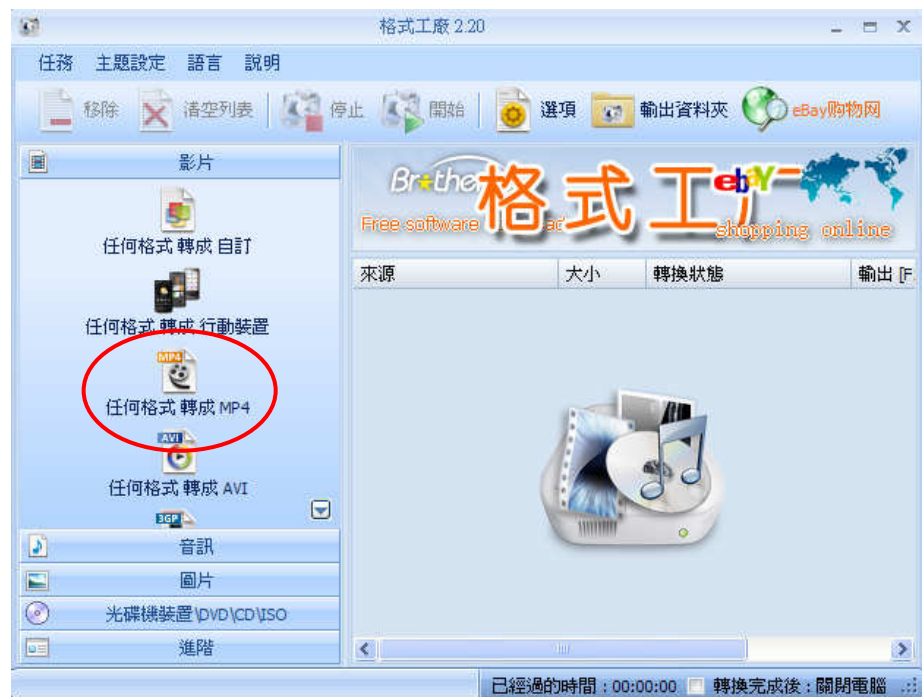 格式工廠 2.20
任務 主題設定 語言 說明
移除 清空列表 停止 開始 選項 輸出資料夾 eBay购物网
影片
任何格式 轉成 自訂
任何格式 轉成 行動裝置
MP4
任何格式 轉成 MP4
AVI
任何格式 轉成 AVI
3GP
音訊
圖片
光碟機裝置\DVD\CD\ISO
進階
格式工
ebY
Free software
shopping online
來源 大小 轉換狀態 輸出 [F
已經過的時間 : 00:00:00 轉換完成後 : 關閉電腦